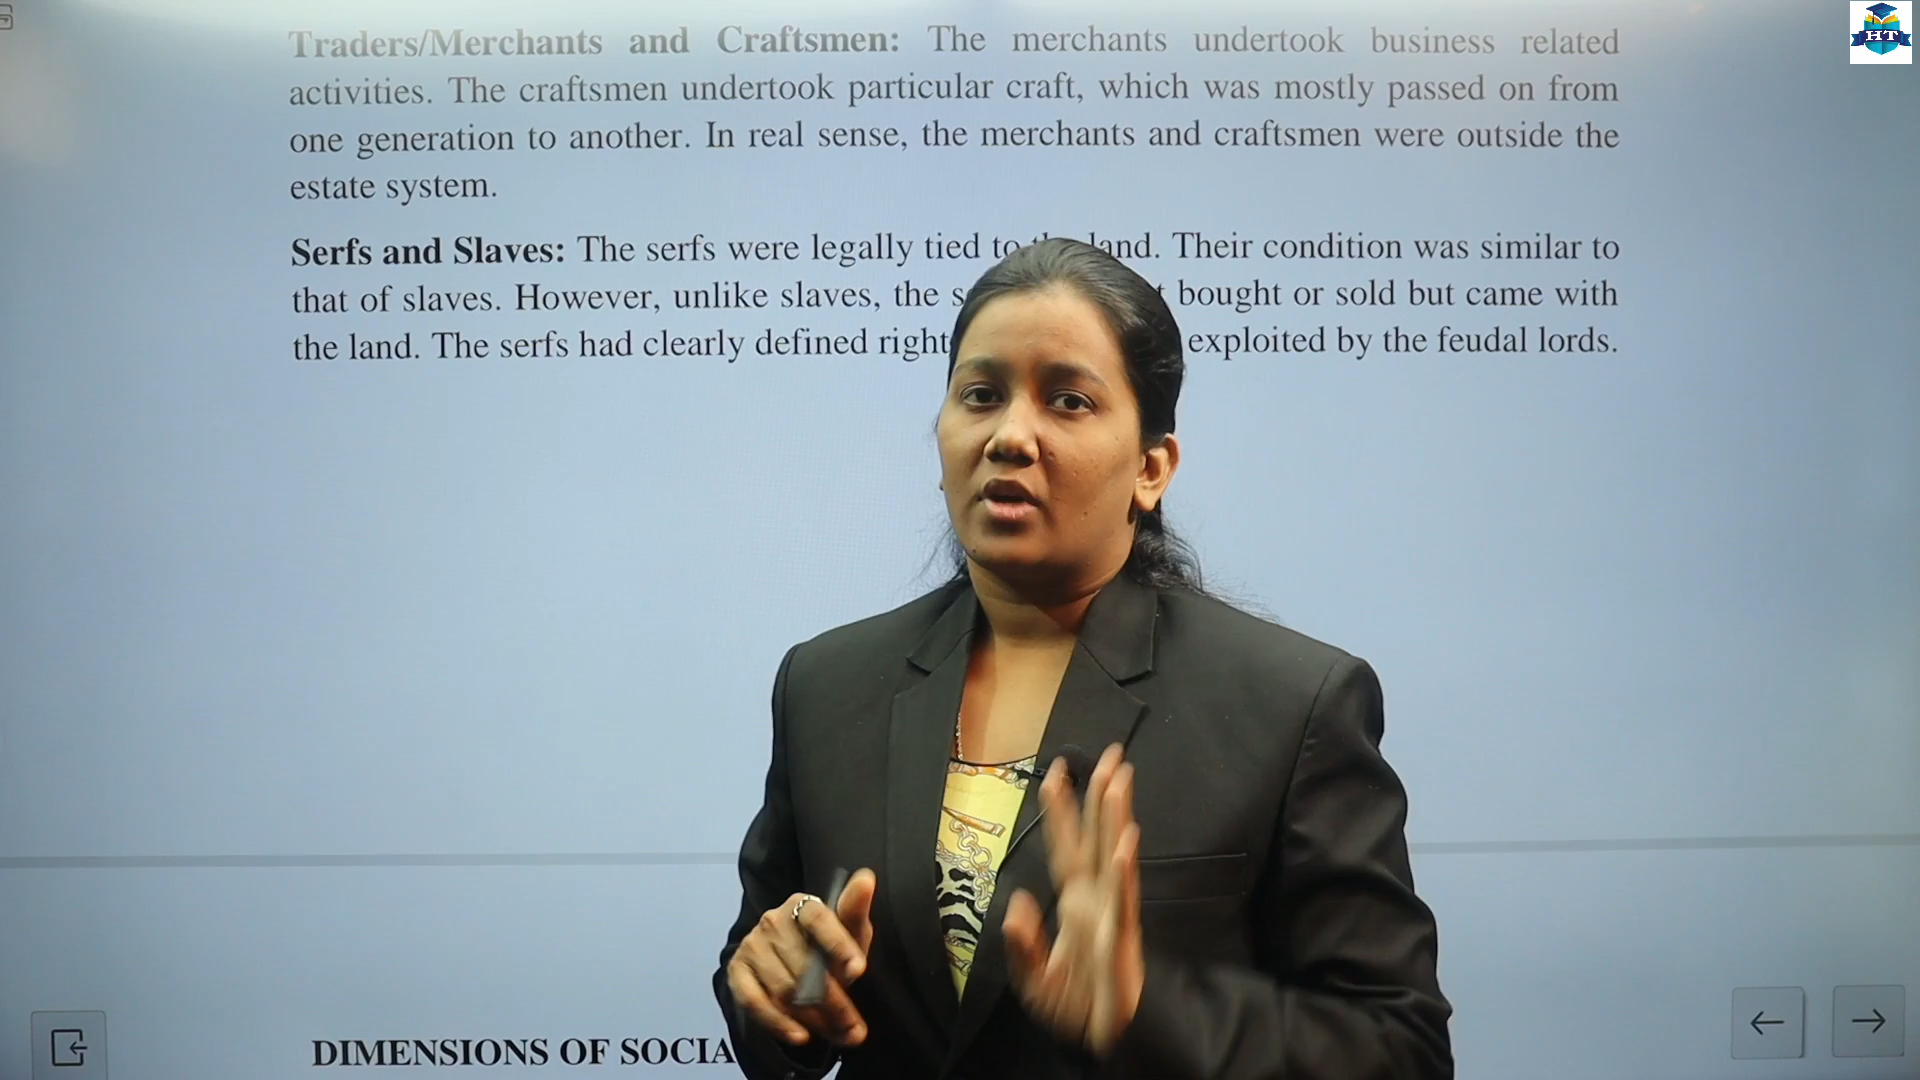 HT
Traders/Merchants and Craftsmen: The merchants undertook business related
activities. The craftsmen undertook particular craft, which was mostly passed on from
one generation to another. In real sense, the merchants and craftsmen were outside the
estate system.
Serfs and Slaves: The serfs were legally tied to land. Their condition was similar to
that of slaves. However, unlike slaves, the bought or sold but came with
the land. The serfs had clearly defined exploited by the feudal lords.
DIMENSIONS OF